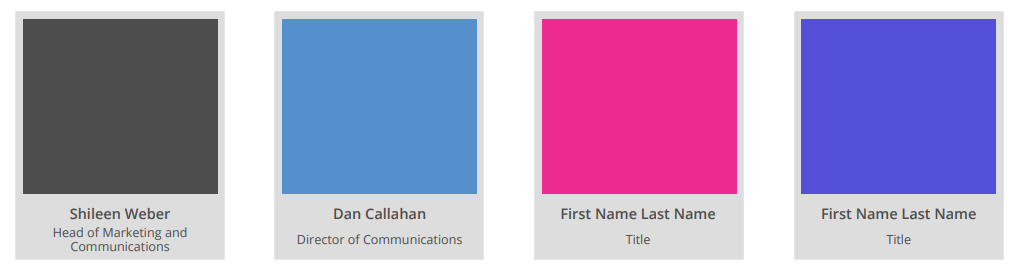 Shileen Weber
Head of Marketing and
Communications
Dan Callahan
Director of Communications
First Name Last Name
Title
First Name Last Name
Title